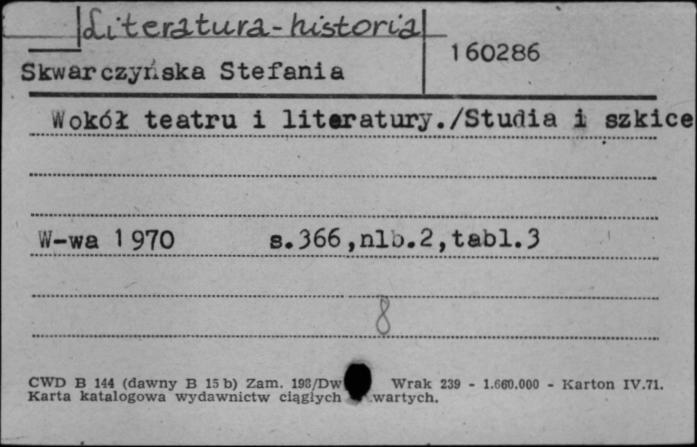 Literatura-historia
160286
Skwarczyńska Stefania
Wokół teatru i literatury./Studia i szkice
W-wa 1970 s.366,nlb.2,tabl.3
8
CWD B 144 (dawny B 15 b) Zam. 198/Dw Wrak 239 - 1.660.000 - Karton IV.71.
Karta katalogowa wydawnictw ciągłych wartych.